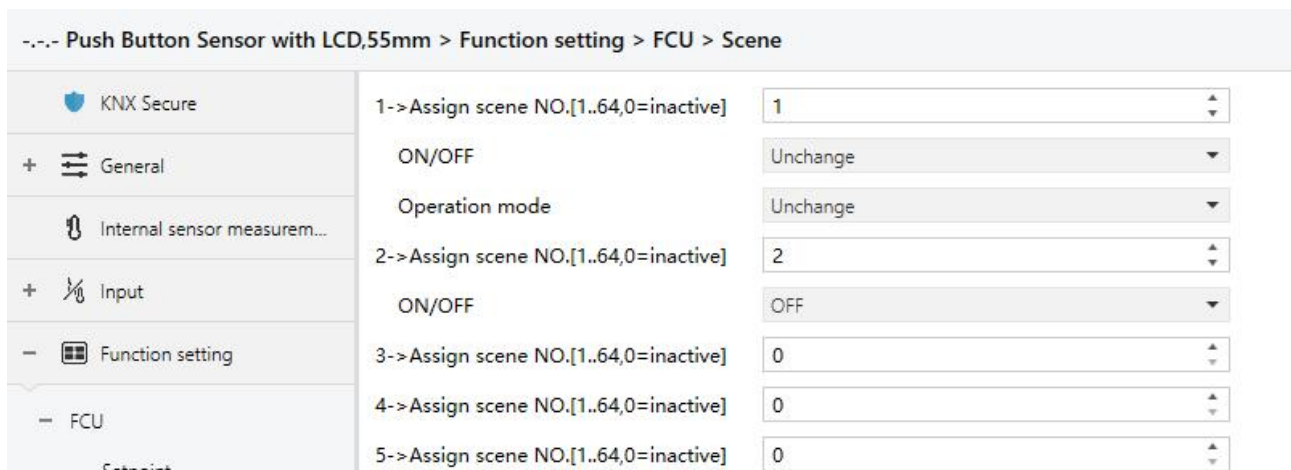 -.-.- Push Button Sensor with LCD,55mm > Function setting > FCU > Scene
KNX Secure
+ General
Internal sensor measurem...
+ Input
− Function setting
− FCU
Setpoint
1->Assign scene NO.[1..64,0=inactive] 1
ON/OFF Unchange
Operation mode Unchange
2->Assign scene NO.[1..64,0=inactive] 2
ON/OFF OFF
3->Assign scene NO.[1..64,0=inactive] 0
4->Assign scene NO.[1..64,0=inactive] 0
5->Assign scene NO.[1..64,0=inactive] 0